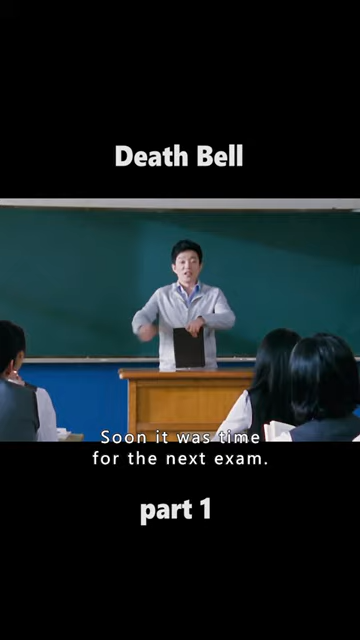 Death Bell
Soon it was time
for the next exam.
part 1